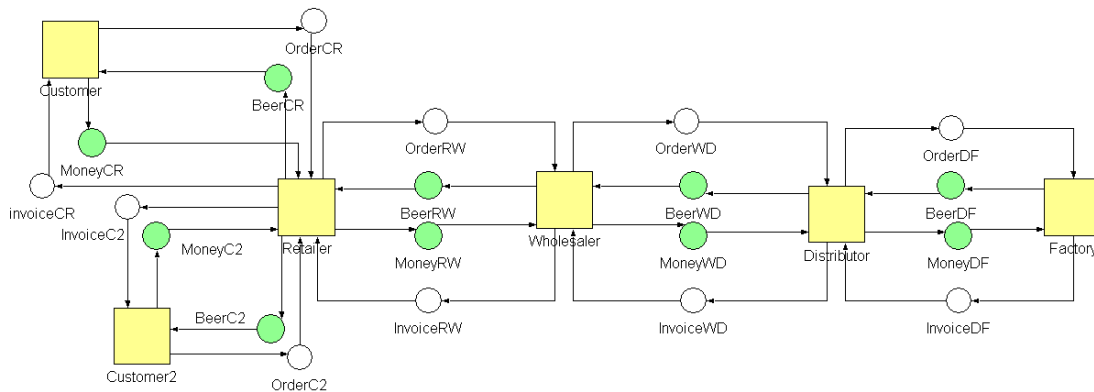 OrderCR
Customer
BeerCR
MoneyCR
invoiceCR
InvoiceC2
MoneyC2
Retailer
BeerC2
Customer2
OrderC2
OrderRW
BeerRW
MoneyRW
InvoiceRW
Wholesaler
OrderWD
BeerWD
MoneyWD
InvoiceWD
Distributor
OrderDF
BeerDF
MoneyDF
InvoiceDF
Factory